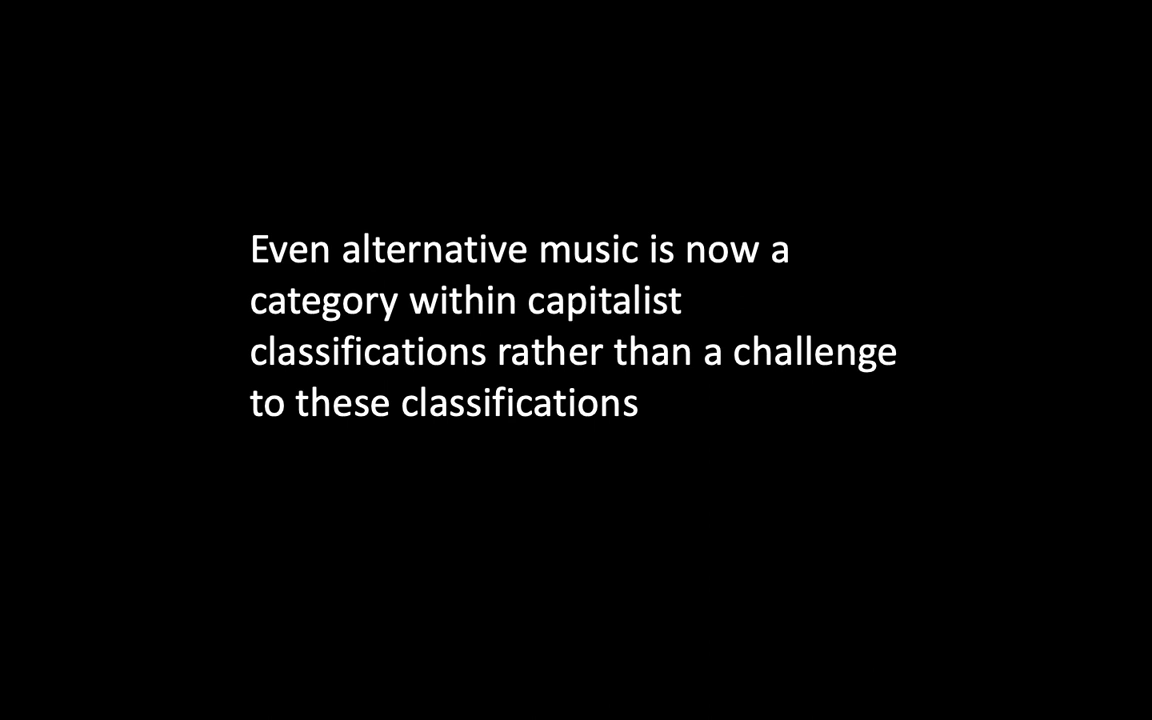 Even alternative music is now a
category within capitalist
classifications rather than a challenge
to these classifications